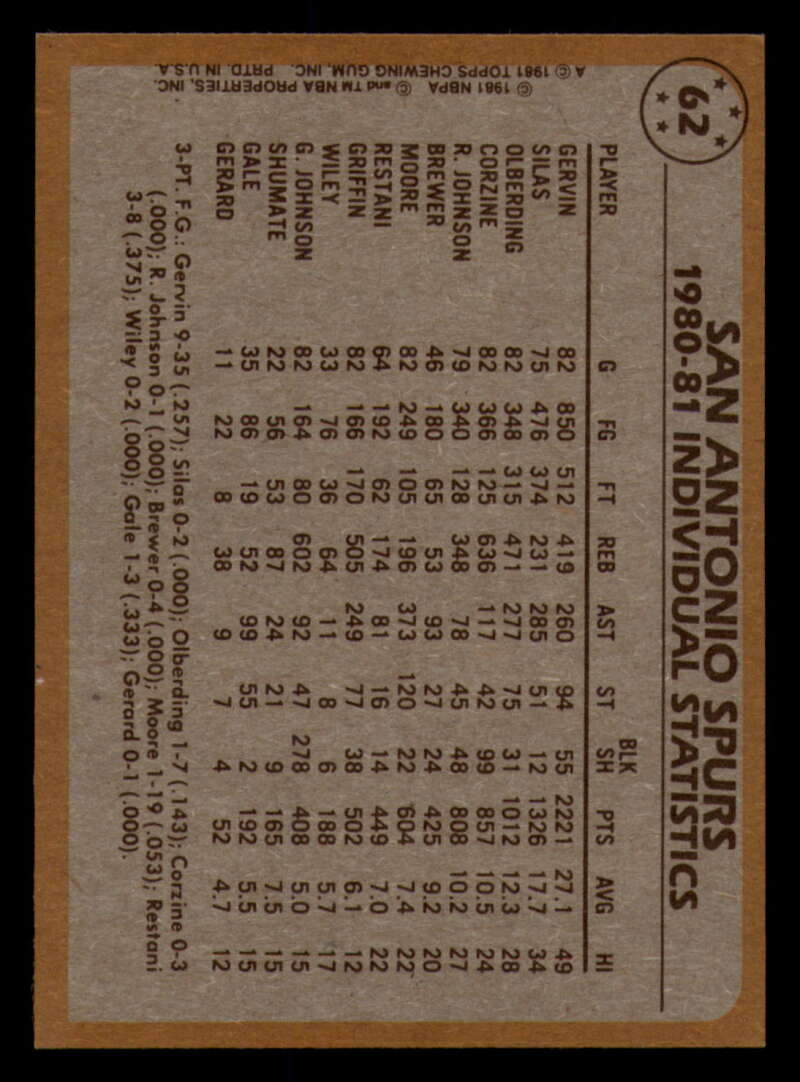 62
SAN ANTONIO SPURS
1980-81 INDIVIDUAL STATISTICS
BLK
PLAYER G FG FT REB AST ST SH PTS AVG HI
GERVIN 82 850 512 419 260 94 55 2221 27.1 49
SILAS 75 476 374 231 285 51 12 1326 17.7 34
OLBERDING 82 348 315 471 277 75 31 1012 12.3 28
CORZINE 82 366 125 636 117 42 99 857 10.5 24
R. JOHNSON 79 340 128 348 78 45 48 808 10.2 27
BREWER 46 180 65 53 93 27 24 425 9.2 20
MOORE 82 249 105 196 373 120 22 604 7.4 22
RESTANI 64 192 62 174 81 16 14 449 7.0 22
GRIFFIN 82 166 170 505 249 77 38 502 6.1 12
WILEY 33 76 36 64 11 8 6 188 5.7 17
G. JOHNSON 82 164 80 602 92 47 278 408 5.0 15
SHUMATE 22 56 53 87 24 21 9 165 7.5 15
GALE 35 86 19 52 99 55 2 192 5.5 15
GERARD 11 22 8 38 9 7 4 52 4.7 12
3-PT. F.G.: Gervin 9-35 (.257); Silas 0-2 (.000); Olberding 1-7 (.143); Corzine 0-3
(.000); R. Johnson 0-1 (.000); Brewer 0-4 (.000); Moore 1-19 (.053); Restani
3-8 (.375); Wiley 0-2 (.000); Gale 1-3 (.333); Gerard 0-1 (.000).
© 1981 NBPA © and TM NBA PROPERTIES, INC.
A © 1981 TOPPS CHEWING GUM, INC. PRTD. IN U.S.A.